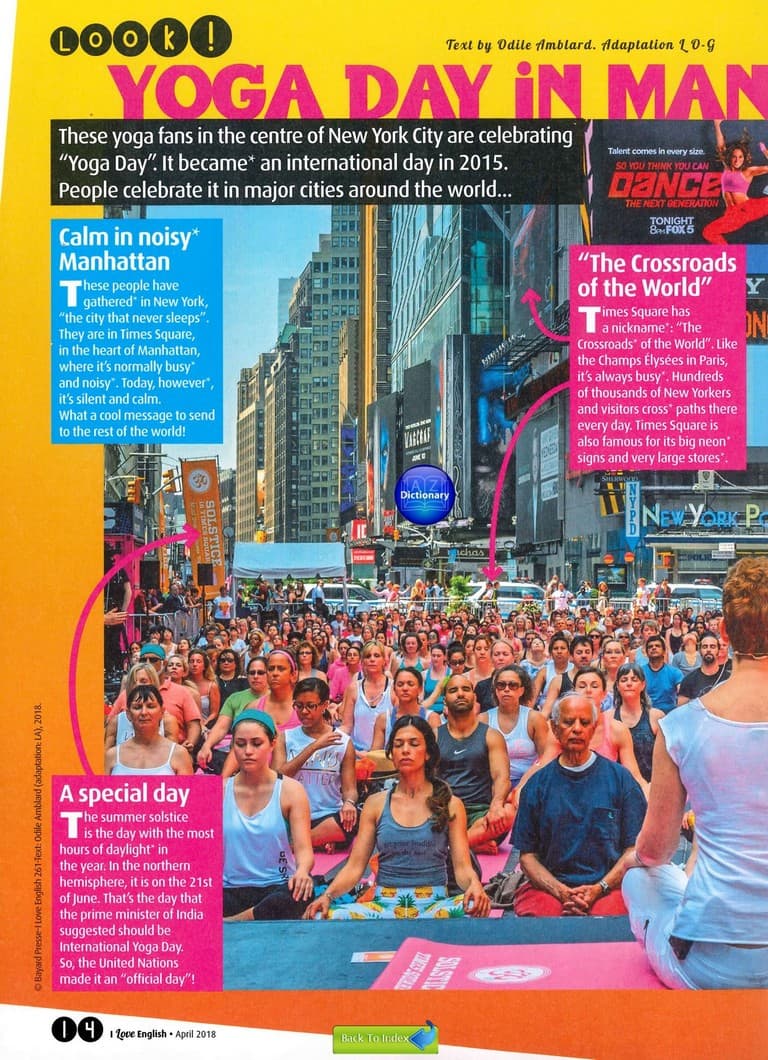 LOOK!
Text by Odile Amblard. Adaptation L O-G
YOGA DAY iN MAN
These yoga fans in the centre of New York City are celebrating
“Yoga Day”. It became* an international day in 2015.
People celebrate it in major cities around the world...
Talent comes in every size.
SO YOU THINK YOU CAN
DANCE
THE NEXT GENERATION
TONIGHT
8PM FOX 5
Calm in noisy*
Manhattan
These people have
gathered* in New York,
“the city that never sleeps”.
They are in Times Square,
in the heart of Manhattan,
where it’s normally busy*
and noisy*. Today, however*,
it’s silent and calm.
What a cool message to send
to the rest of the world!
“The Crossroads
of the World”
Times Square has
a nickname*: “The
Crossroads* of the World”. Like
the Champs Élysées in Paris,
it’s always busy*. Hundreds
of thousands of New Yorkers
and visitors cross* paths there
every day. Times Square is
also famous for its big neon*
signs and very large stores*.
WARCRAFT
JUNE 10
AZ
Dictionary
SOLSTICE
IN TIMES SQUARE
SHERWOOD
NYPD
NEW YORK PO
A special day
The summer solstice
is the day with the most
hours of daylight* in
the year. In the northern
hemisphere, it is on the 21st
of June. That’s the day that
the prime minister of India
suggested should be
International Yoga Day.
So, the United Nations
made it an “official day”!
© Bayard Presse-I Love English 261-Text: Odile Amblard (adaptation: LA), 2018.
14 I Love English • April 2018
Back To Index